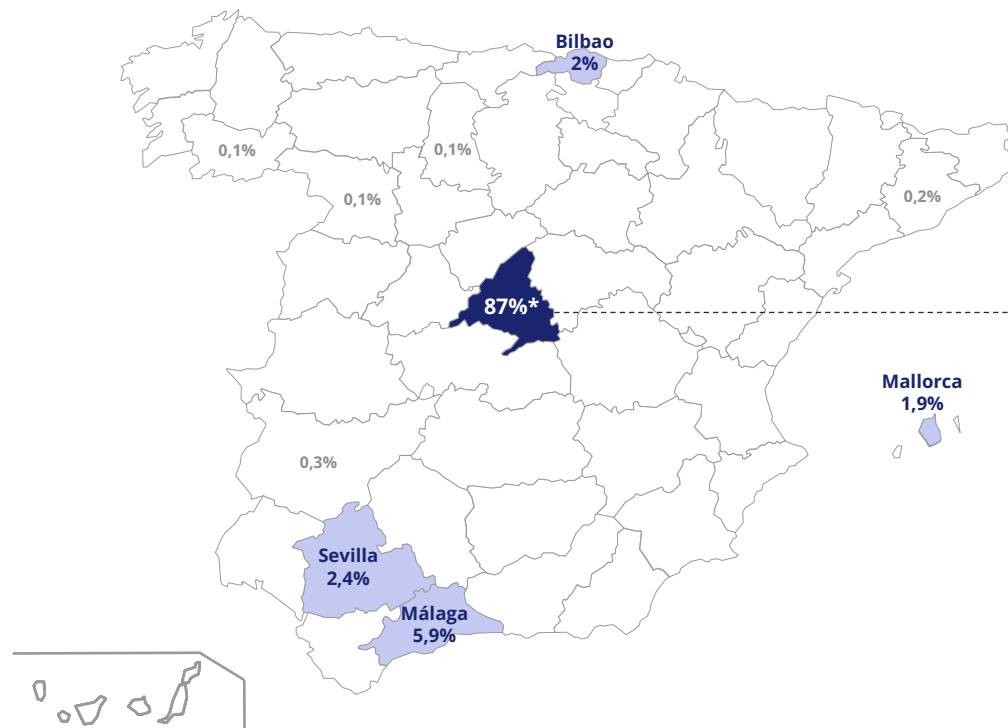 Bilbao
2%
0,1%
0,1%
0,1%
0,2%
87%*
Mallorca
1,9%
0,3%
Sevilla
2,4%
Málaga
5,9%